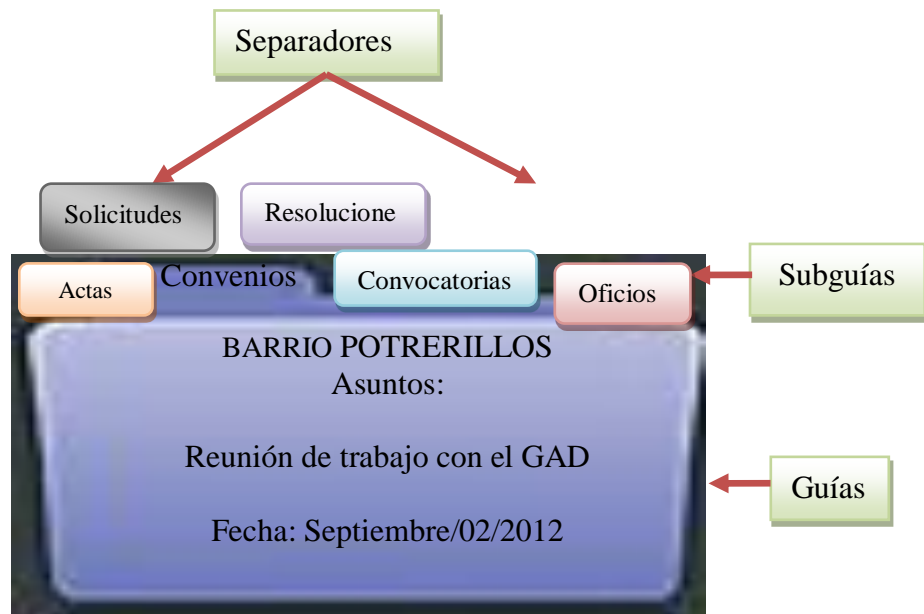 Separadores
Solicitudes
Resolucione
Convenios
Actas
Convocatorias
Oficios
Subguías
BARRIO POTRERILLOS
Asuntos:
Reunión de trabajo con el GAD
Guías
Fecha: Septiembre/02/2012